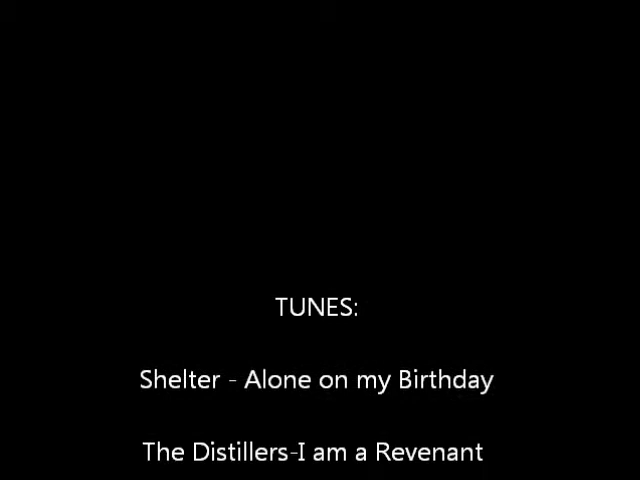 TUNES:
Shelter - Alone on my Birthday
The Distillers-I am a Revenant